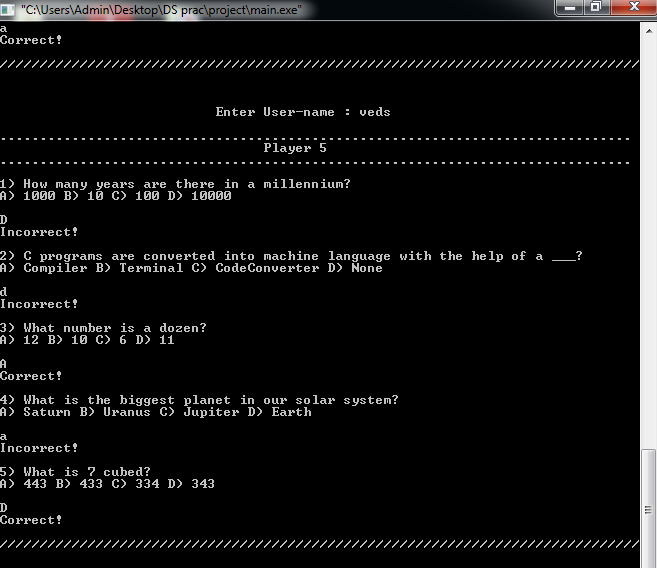 "C:\Users\Admin\Desktop\DS prac\project\main.exe"
a
Correct!
////////////////////////////////////////////////////////////////////////////////
Enter User-name : veds
-------------------------------------------------------------------------------
Player 5
-------------------------------------------------------------------------------
1) How many years are there in a millennium?
A) 1000 B) 10 C) 100 D) 10000
D
Incorrect!
2) C programs are converted into machine language with the help of a ___?
A) Compiler B) Terminal C) CodeConverter D) None
d
Incorrect!
3) What number is a dozen?
A) 12 B) 10 C) 6 D) 11
A
Correct!
4) What is the biggest planet in our solar system?
A) Saturn B) Uranus C) Jupiter D) Earth
a
Incorrect!
5) What is 7 cubed?
A) 443 B) 433 C) 334 D) 343
D
Correct!
////////////////////////////////////////////////////////////////////////////////